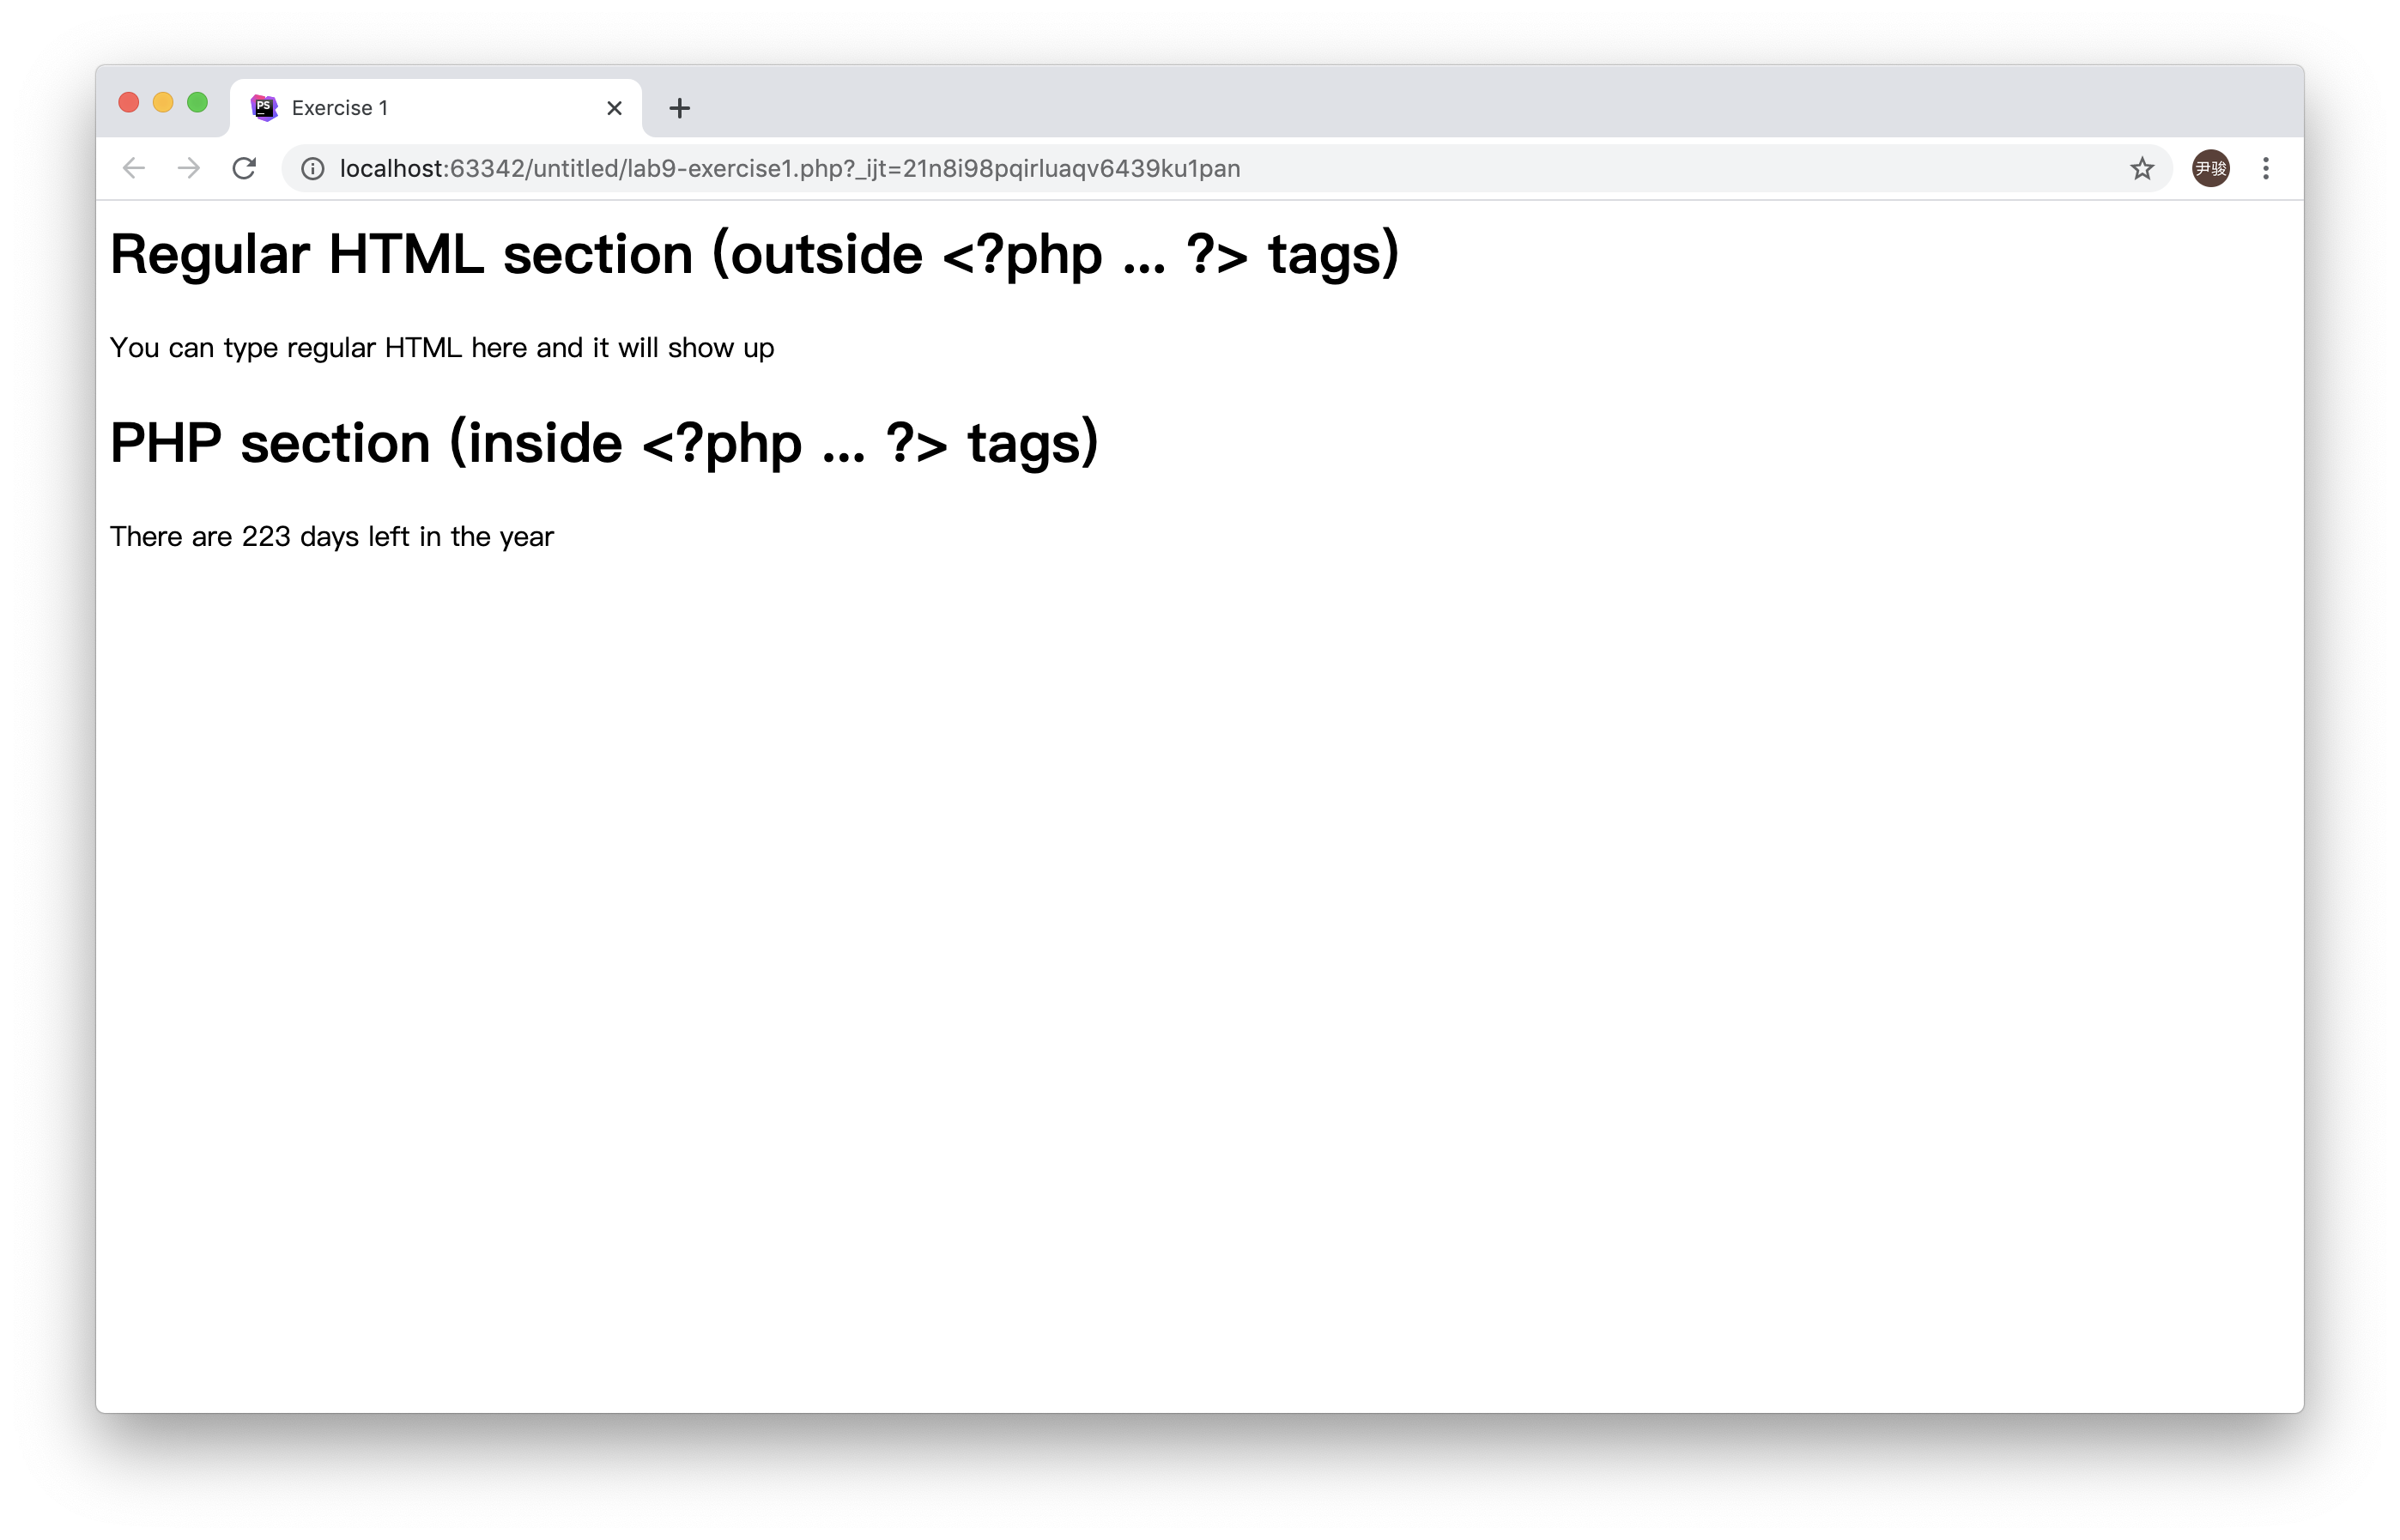 PS
Exercise 1
localhost:63342/untitled/lab9-exercise1.php?_ijt=21n8i98pqirluaqv6439ku1pan
尹骏
Regular HTML section (outside <?php ... ?> tags)
You can type regular HTML here and it will show up
PHP section (inside <?php ... ?> tags)
There are 223 days left in the year